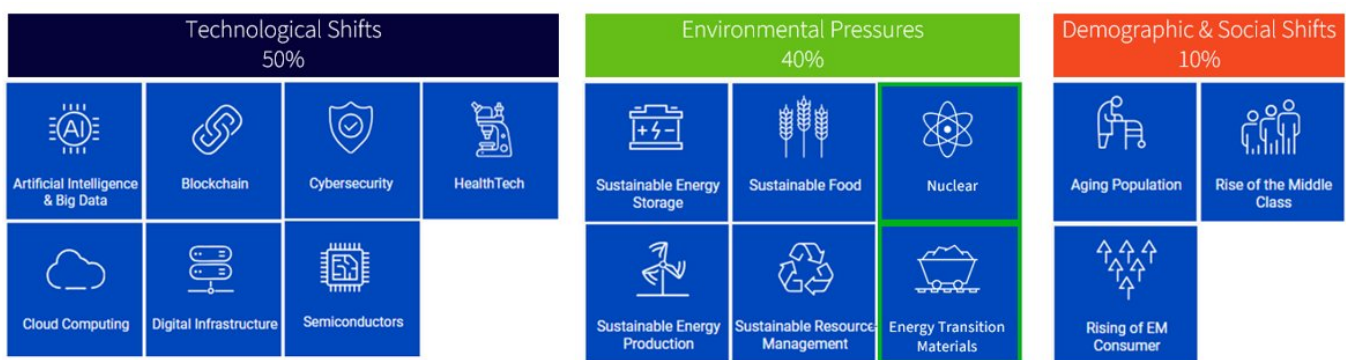 Technological Shifts
50%
Environmental Pressures
40%
Demographic & Social Shifts
10%
AI
Artificial Intelligence
& Big Data
Blockchain
Cybersecurity
HealthTech
Sustainable Energy
Storage
Sustainable Food
Nuclear
Aging Population
Rise of the Middle
Class
Cloud Computing
Digital Infrastructure
Semiconductors
Sustainable Energy
Production
Sustainable Resource
Management
Energy Transition
Materials
Rising of EM
Consumer